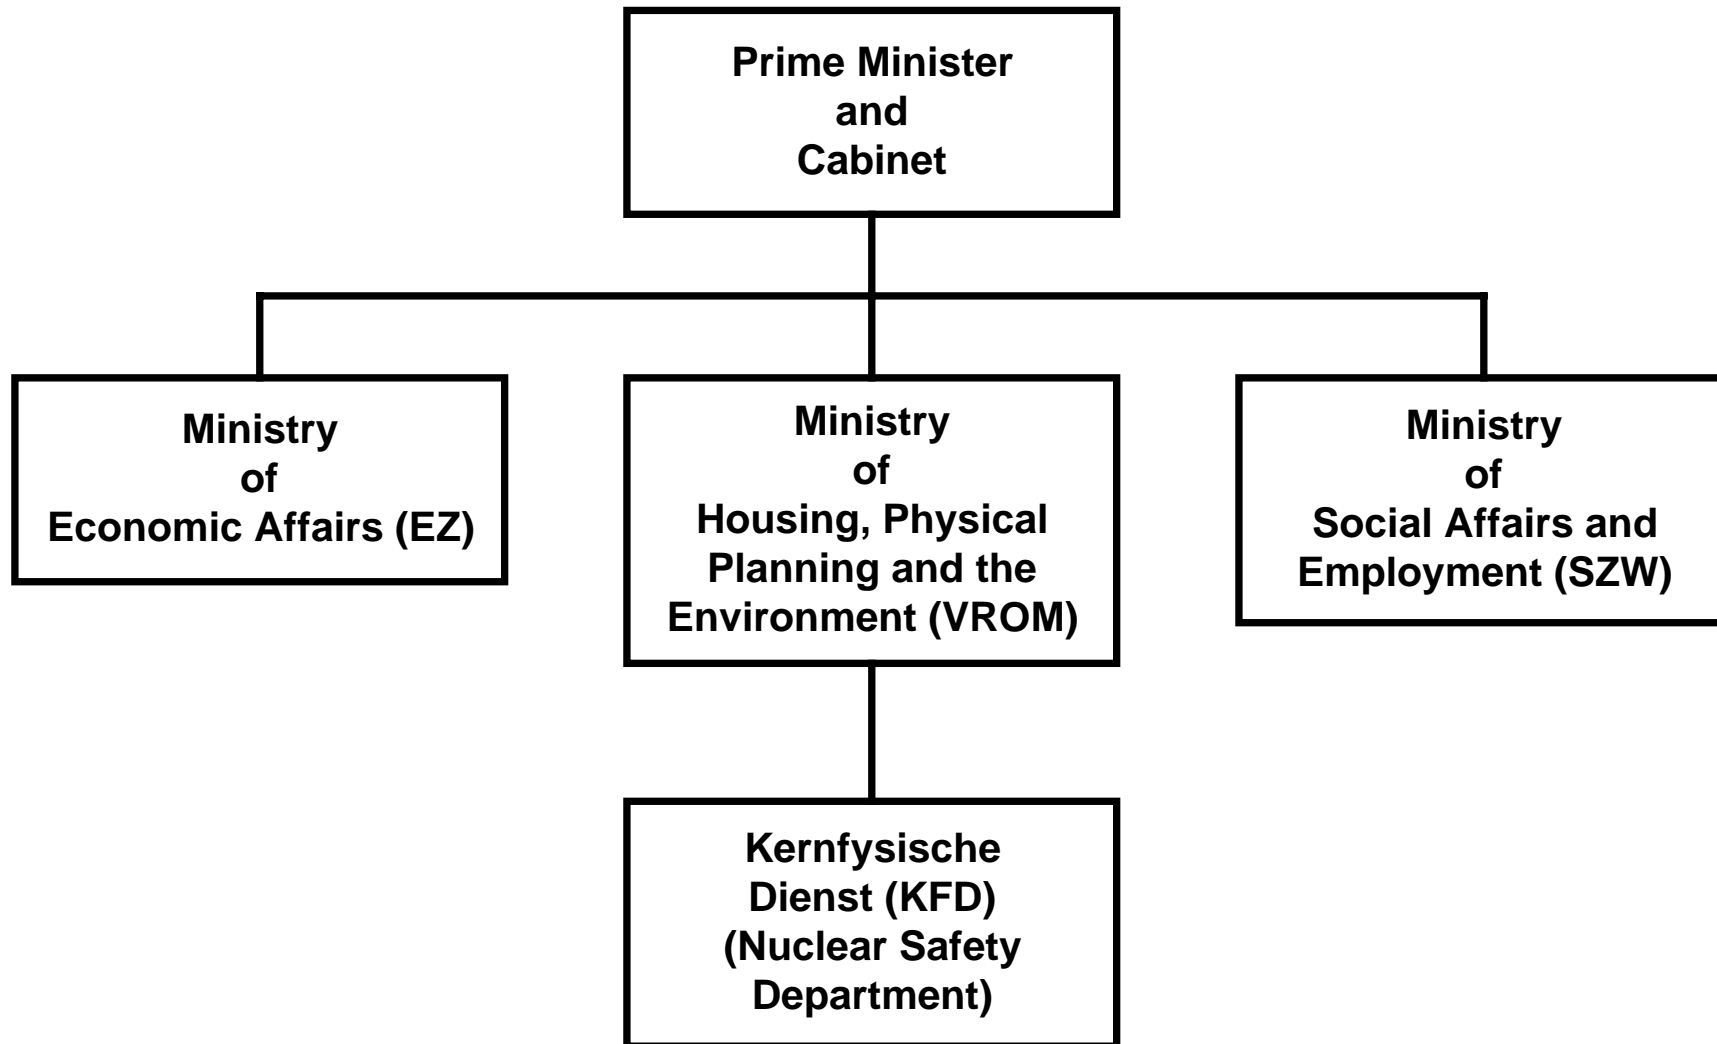 Prime Minister
and
Cabinet
Ministry
of
Economic Affairs (EZ)
Ministry
of
Housing, Physical
Planning and the
Environment (VROM)
Ministry
of
Social Affairs and
Employment (SZW)
Kernfysische
Dienst (KFD)
(Nuclear Safety
Department)